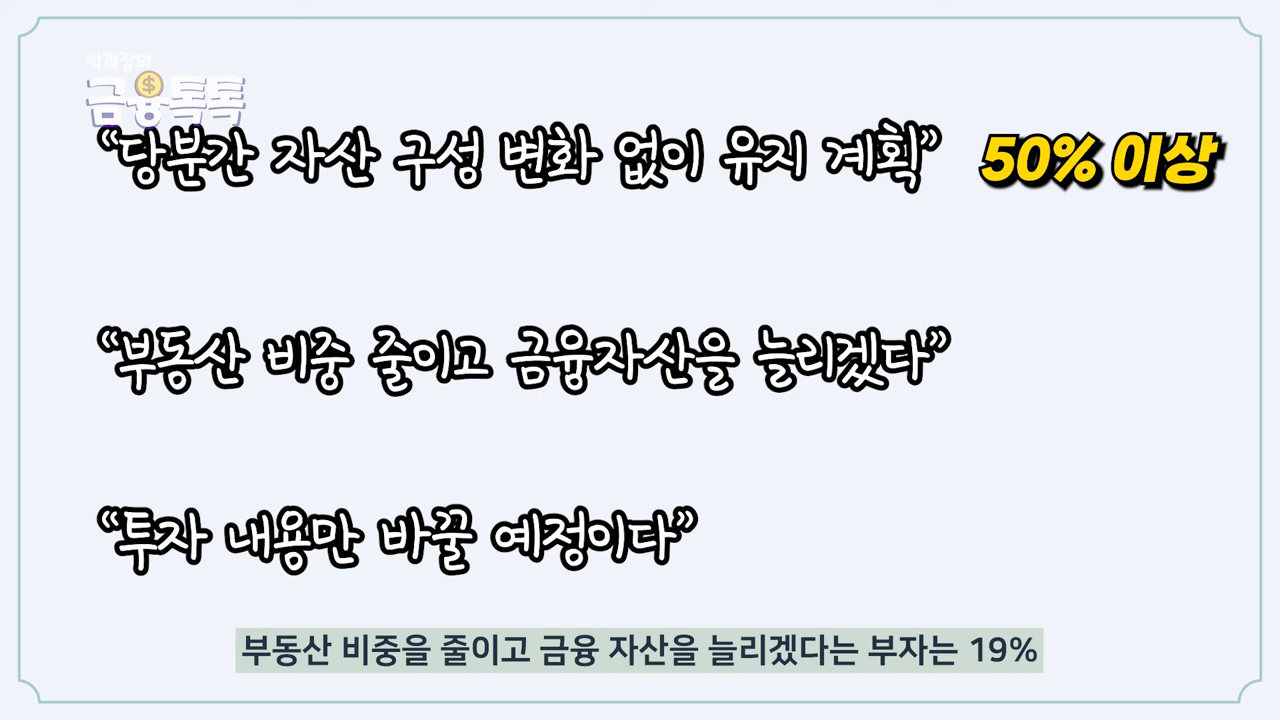 박과장의
금융톡톡
“당분간 자산 구성 변화 없이 유지 계획” 50% 이상
“부동산 비중 줄이고 금융자산을 늘리겠다”
“투자 내용만 바꿀 예정이다”
부동산 비중을 줄이고 금융 자산을 늘리겠다는 부자는 19%